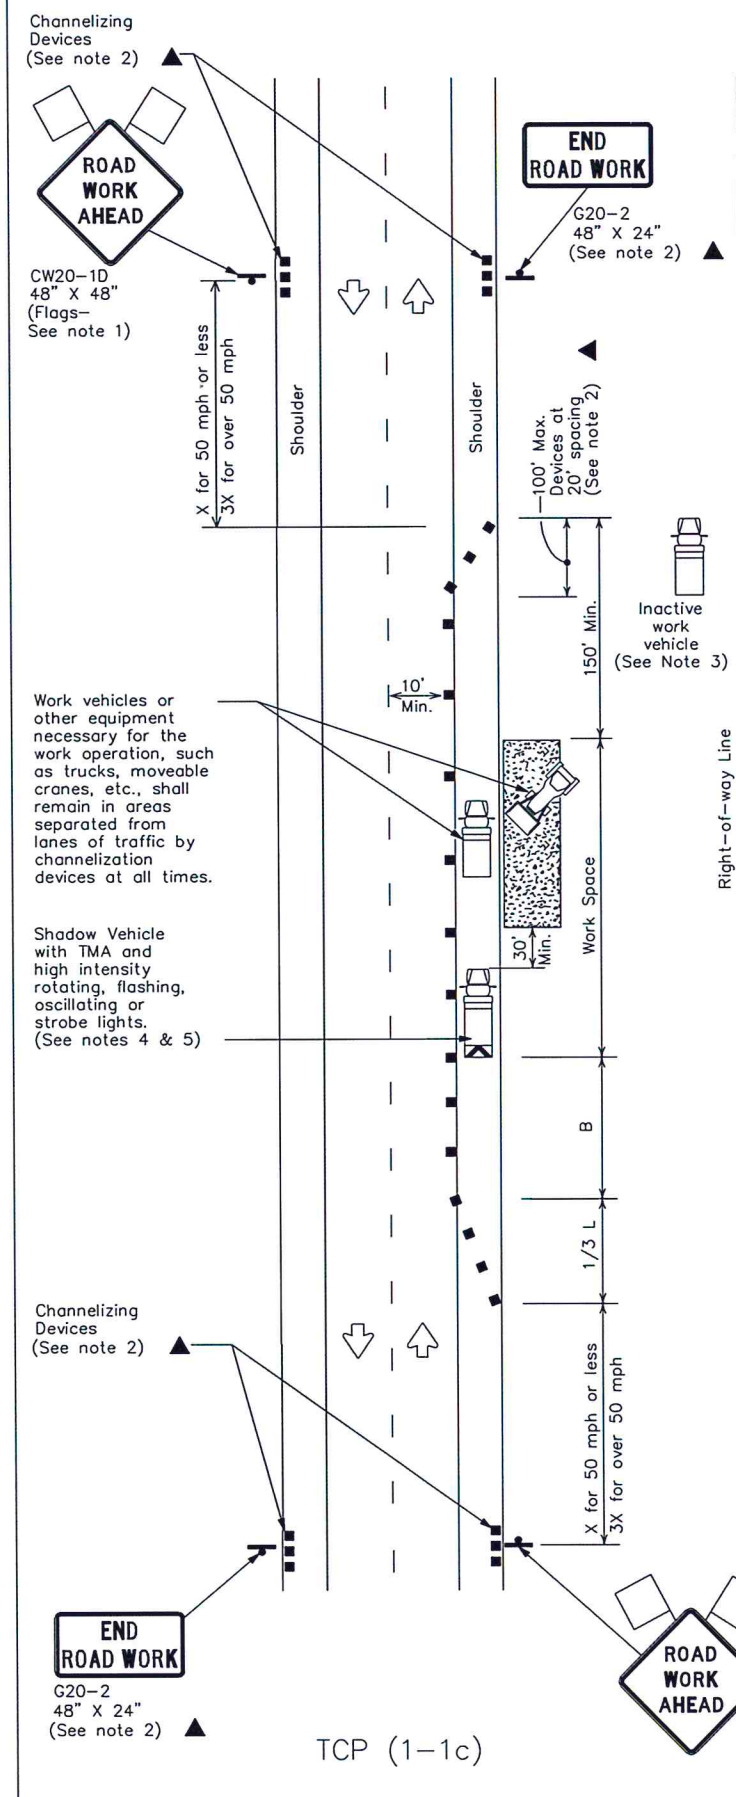 Channelizing
Devices
(See note 2)
ROAD
WORK
AHEAD
CW20-1D
48" X 48"
(Flags-
See note 1)
END
ROAD WORK
G20-2
48" X 24"
(See note 2)
X for 50 mph or less
3X for over 50 mph
Shoulder
Shoulder
100' Max.
Devices at
20' spacing
(See note 2)
150' Min.
Inactive
work
vehicle
(See Note 3)
10'
Min.
Work vehicles or
other equipment
necessary for the
work operation, such
as trucks, moveable
cranes, etc., shall
remain in areas
separated from
lanes of traffic by
channelization
devices at all times.
Right-of-way Line
Work Space
30'
Min.
Shadow Vehicle
with TMA and
high intensity
rotating, flashing,
oscillating or
strobe lights.
(See notes 4 & 5)
B
1/3 L
Channelizing
Devices
(See note 2)
X for 50 mph or less
3X for over 50 mph
END
ROAD WORK
G20-2
48" X 24"
(See note 2)
ROAD
WORK
AHEAD
TCP (1-1c)